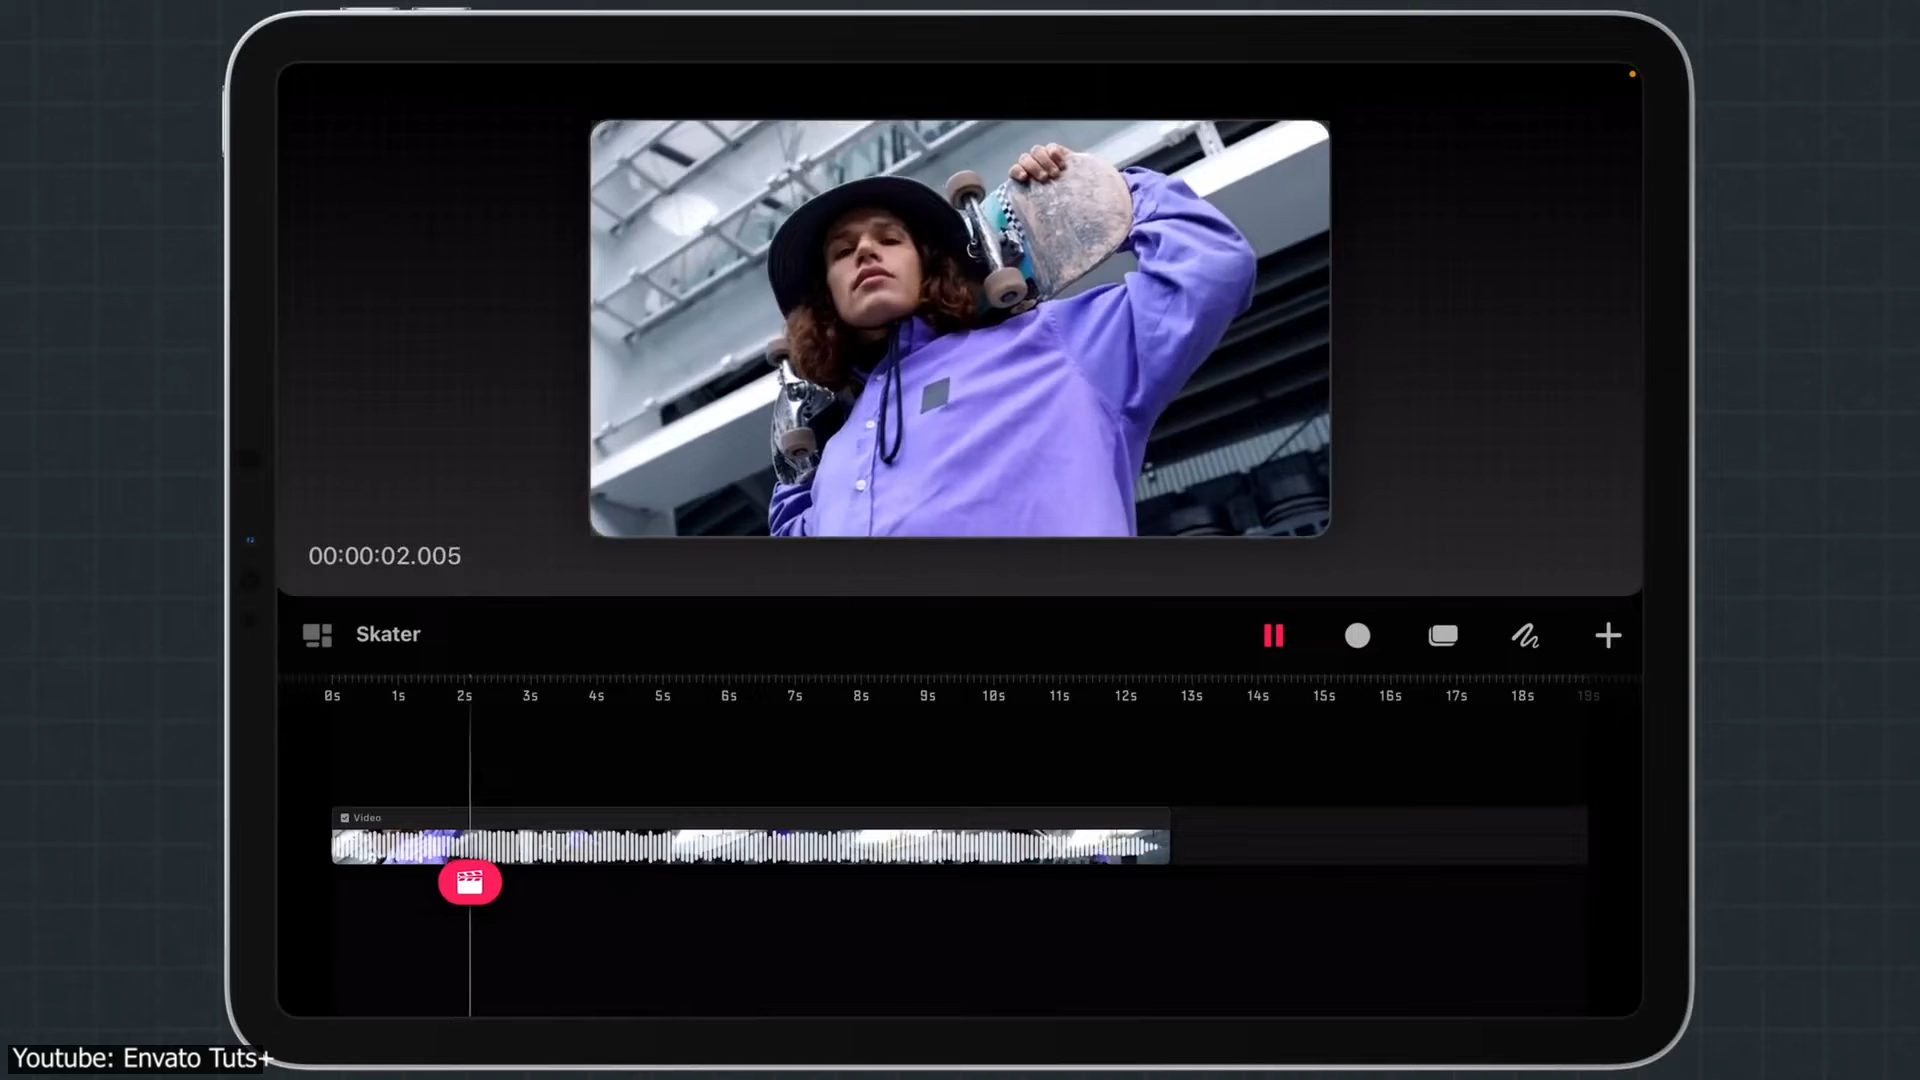 00:00:02.005
Skater
0s 1s 2s 3s 4s 5s 6s 7s 8s 9s 10s 11s 12s 13s 14s 15s 16s 17s 18s 19s
Video
Youtube: Envato Tuts+